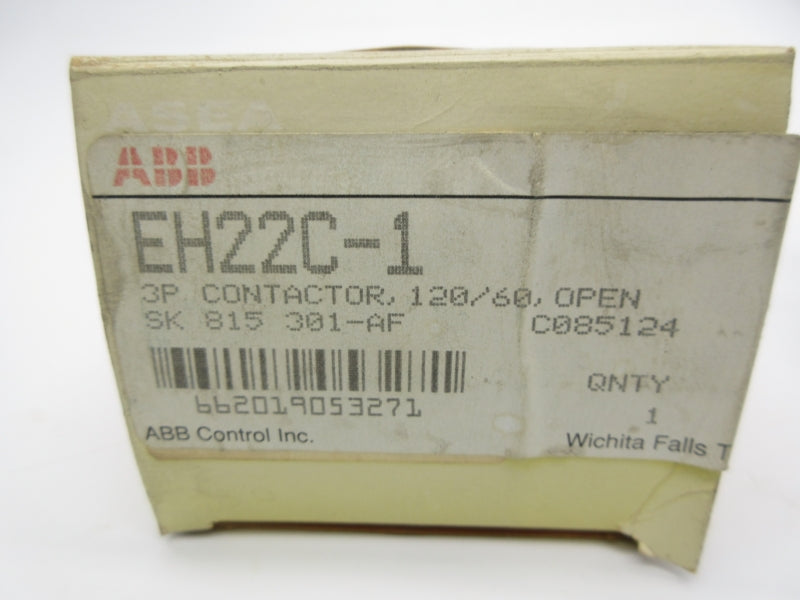 ASEA
ABB
EH22C-1
3P CONTACTOR, 120/60, OPEN
SK 815 301-AF C085124
QNTY
662019053271 1
ABB Control Inc. Wichita Falls T